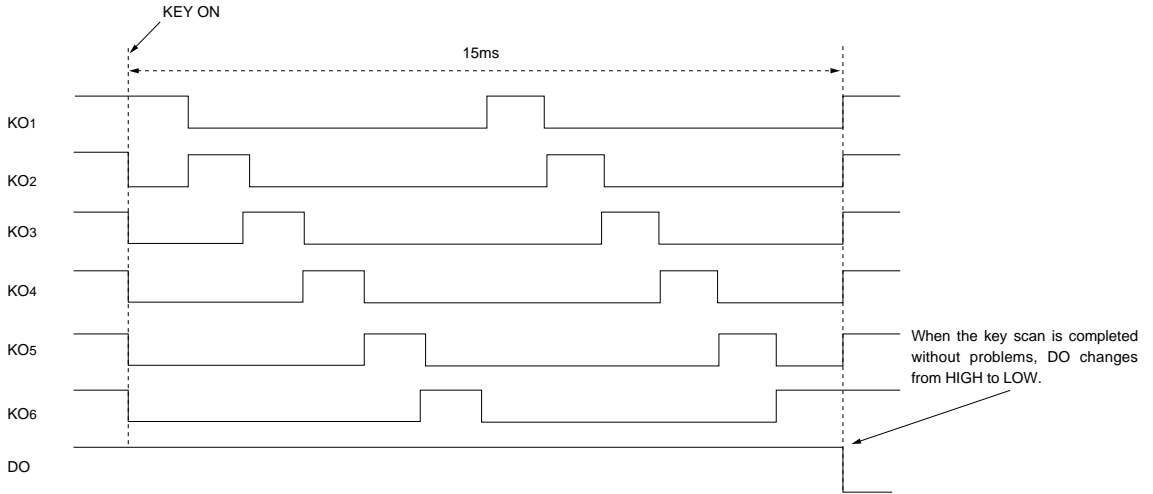 KEY ON
15ms
KO1
KO2
KO3
KO4
KO5
KO6
DO
When the key scan is completed
without problems, DO changes
from HIGH to LOW.